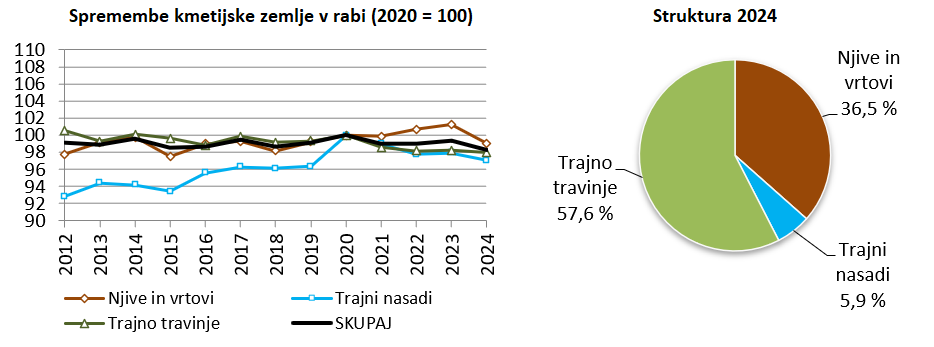 Spremembe kmetijske zemlje v rabi (2020 = 100)
110
108
106
104
102
100
98
96
94
92
90
2012
2013
2014
2015
2016
2017
2018
2019
2020
2021
2022
2023
2024
Njive in vrtovi
Trajni nasadi
Trajno travinje
SKUPAJ
Struktura 2024
Njive in
vrtovi
36,5 %
Trajno
travinje
57,6 %
Trajni
nasadi
5,9 %